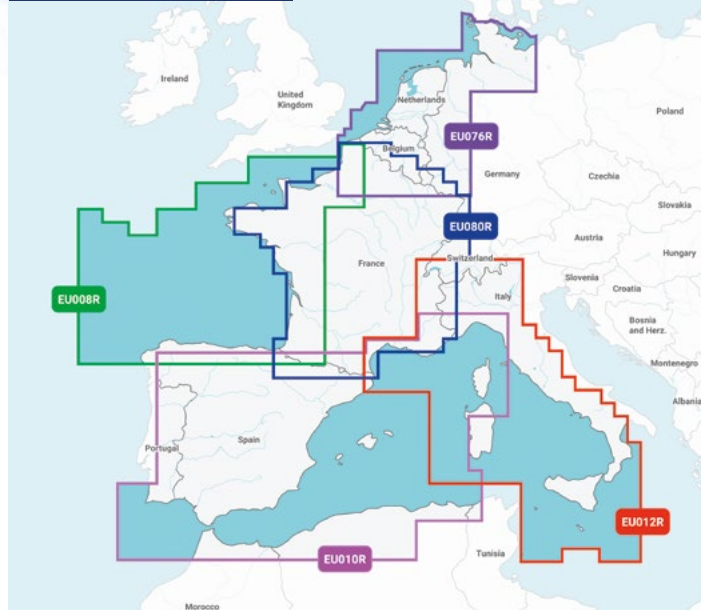 Ireland
United
Kingdom
Netherlands
Poland
EU076R
Belgium
Germany
Czechia
Slovakia
EU080R
Austria
Hungary
Switzerland
France
Slovenia
Croatia
Italy
EU008R
Bosnia
and Herz.
Montenegro
Albania
Portugal
Spain
EU012R
EU010R
Tunisia
Morocco